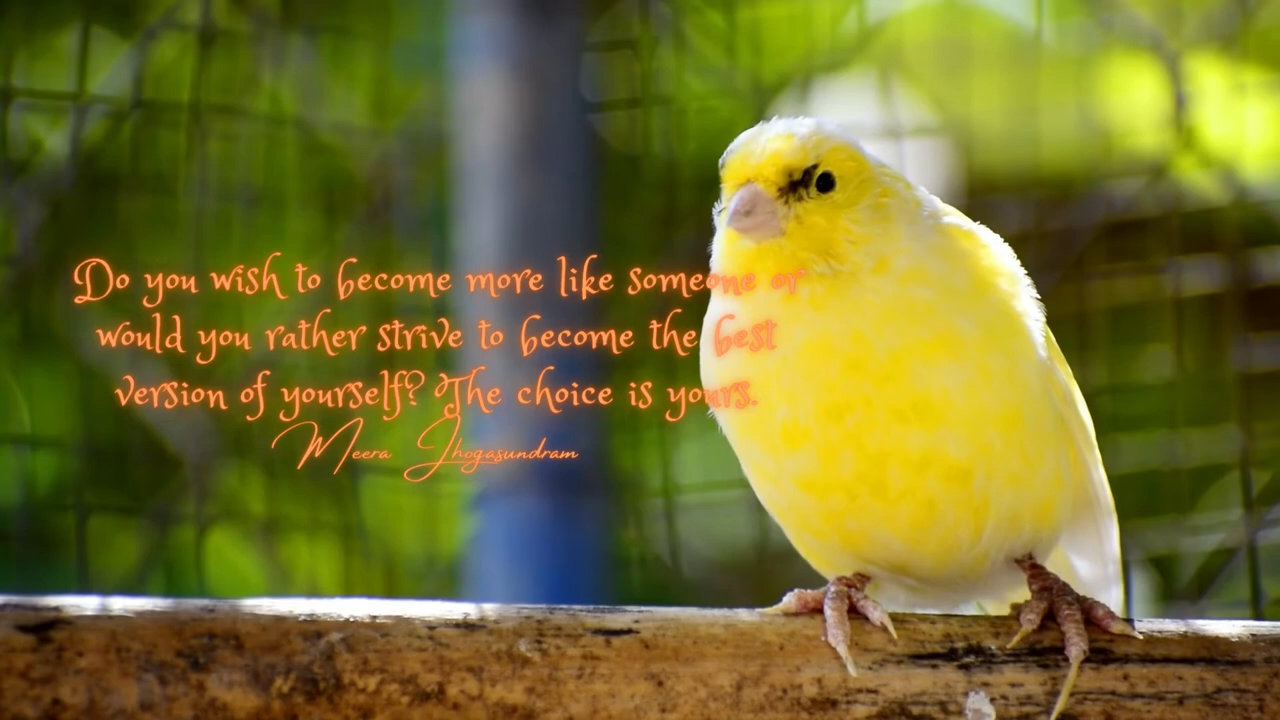 Do you wish to become more like someone or
would you rather strive to become the best
version of yourself? The choice is yours.
Meera Jhogasundram